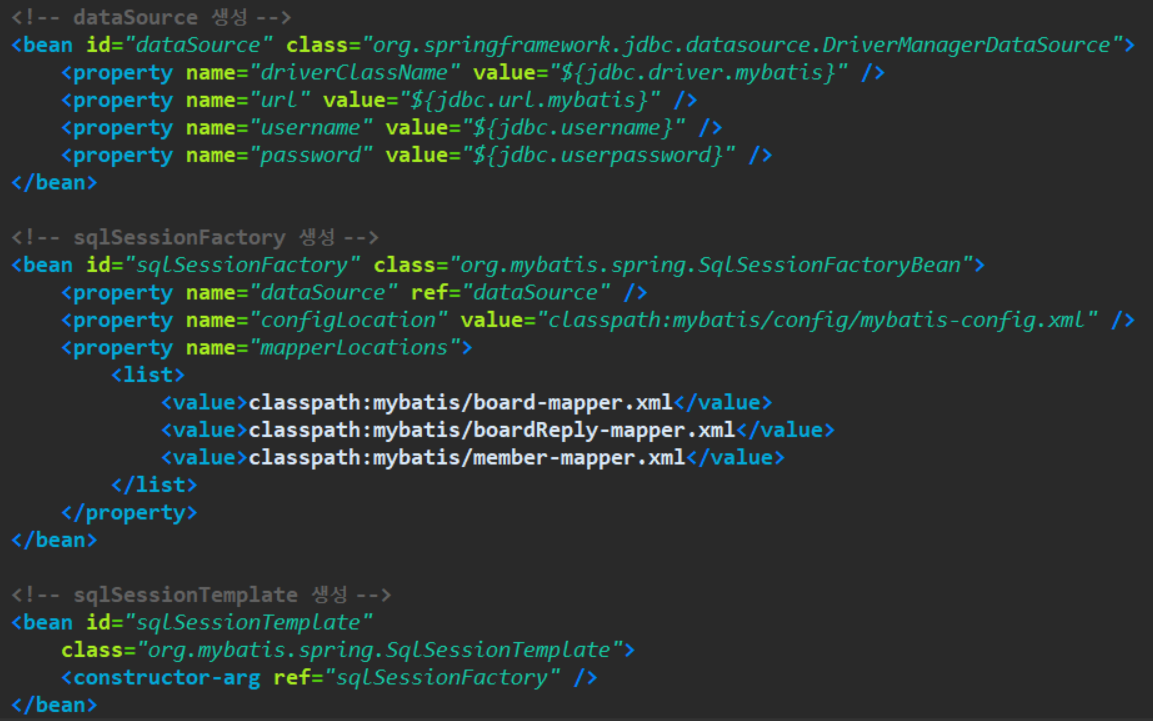 <!-- dataSource 생성 -->
<bean id="dataSource" class="org.springframework.jdbc.datasource.DriverManagerDataSource">
    <property name="driverClassName" value="${jdbc.driver.mybatis}" />
    <property name="url" value="${jdbc.url.mybatis}" />
    <property name="username" value="${jdbc.username}" />
    <property name="password" value="${jdbc.userpassword}" />
</bean>

<!-- sqlSessionFactory 생성 -->
<bean id="sqlSessionFactory" class="org.mybatis.spring.SqlSessionFactoryBean">
    <property name="dataSource" ref="dataSource" />
    <property name="configLocation" value="classpath:mybatis/config/mybatis-config.xml" />
    <property name="mapperLocations">
        <list>
            <value>classpath:mybatis/board-mapper.xml</value>
            <value>classpath:mybatis/boardReply-mapper.xml</value>
            <value>classpath:mybatis/member-mapper.xml</value>
        </list>
    </property>
</bean>

<!-- sqlSessionTemplate 생성 -->
<bean id="sqlSessionTemplate"
    class="org.mybatis.spring.SqlSessionTemplate">
    <constructor-arg ref="sqlSessionFactory" />
</bean>